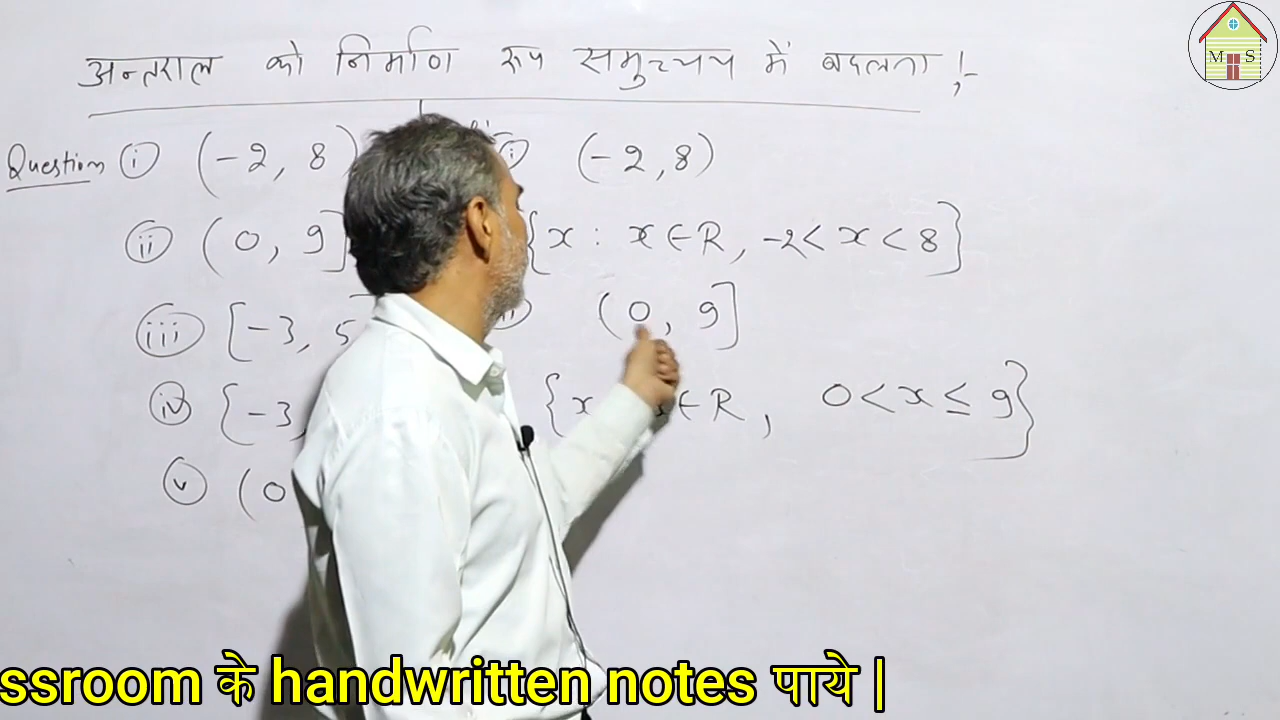 अन्तराल को निर्माण रूप समुच्चय में बदलना !-
Question (i) (-2, 8)
(ii) (0, 9]
(iii) [-3, 5
(iv) [-3,
(v) (0
(i) (-2, 8)
{x : x ∈ R, -2 < x < 8}
(0, 9]
{x x ∈ R, 0 < x ≤ 9}
M S
ssroom के handwritten notes पाये |